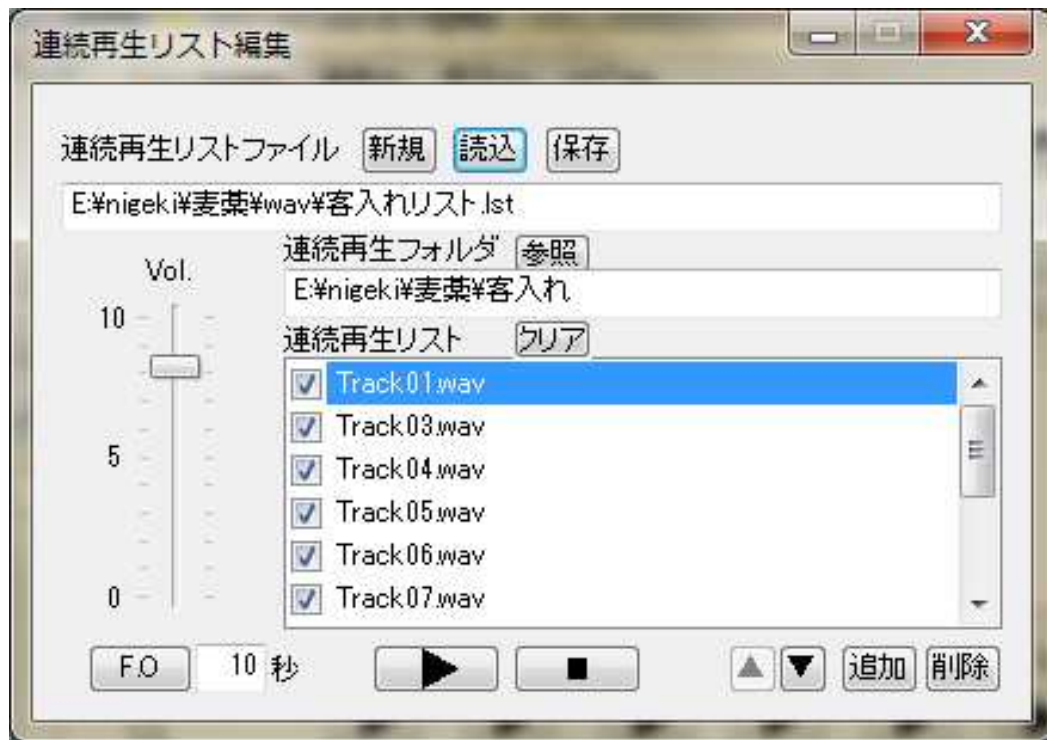 連続再生リスト編集
連続再生リストファイル 新規 読込 保存
E:¥nigeki¥麦藁¥wav¥客入れリスト.lst
Vol.
連続再生フォルダ 参照
E:¥nigeki¥麦藁¥客入れ
10
連続再生リスト クリア
Track01.wav
Track03.wav
5
Track04.wav
Track05.wav
Track06.wav
0
Track07.wav
F.O 10 秒 追加 削除